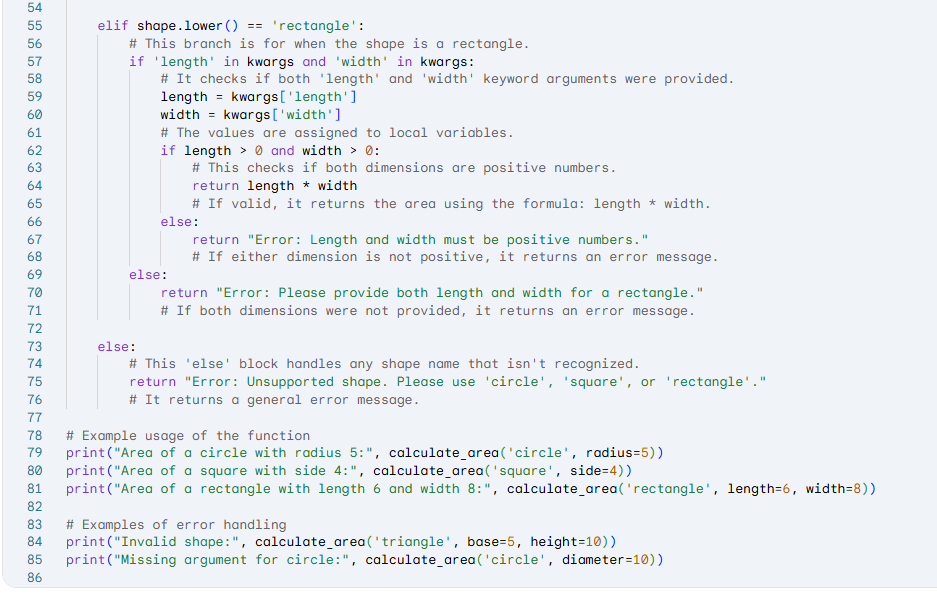 54
55 elif shape.lower() == 'rectangle':
56 # This branch is for when the shape is a rectangle.
57 if 'length' in kwargs and 'width' in kwargs:
58 # It checks if both 'length' and 'width' keyword arguments were provided.
59 length = kwargs['length']
60 width = kwargs['width']
61 # The values are assigned to local variables.
62 if length > 0 and width > 0:
63 # This checks if both dimensions are positive numbers.
64 return length * width
65 # If valid, it returns the area using the formula: length * width.
66 else:
67 return "Error: Length and width must be positive numbers."
68 # If either dimension is not positive, it returns an error message.
69 else:
70 return "Error: Please provide both length and width for a rectangle."
71 # If both dimensions were not provided, it returns an error message.
72
73 else:
74 # This 'else' block handles any shape name that isn't recognized.
75 return "Error: Unsupported shape. Please use 'circle', 'square', or 'rectangle'."
76 # It returns a general error message.
77
78 # Example usage of the function
79 print("Area of a circle with radius 5:", calculate_area('circle', radius=5))
80 print("Area of a square with side 4:", calculate_area('square', side=4))
81 print("Area of a rectangle with length 6 and width 8:", calculate_area('rectangle', length=6, width=8))
82
83 # Examples of error handling
84 print("Invalid shape:", calculate_area('triangle', base=5, height=10))
85 print("Missing argument for circle:", calculate_area('circle', diameter=10))
86